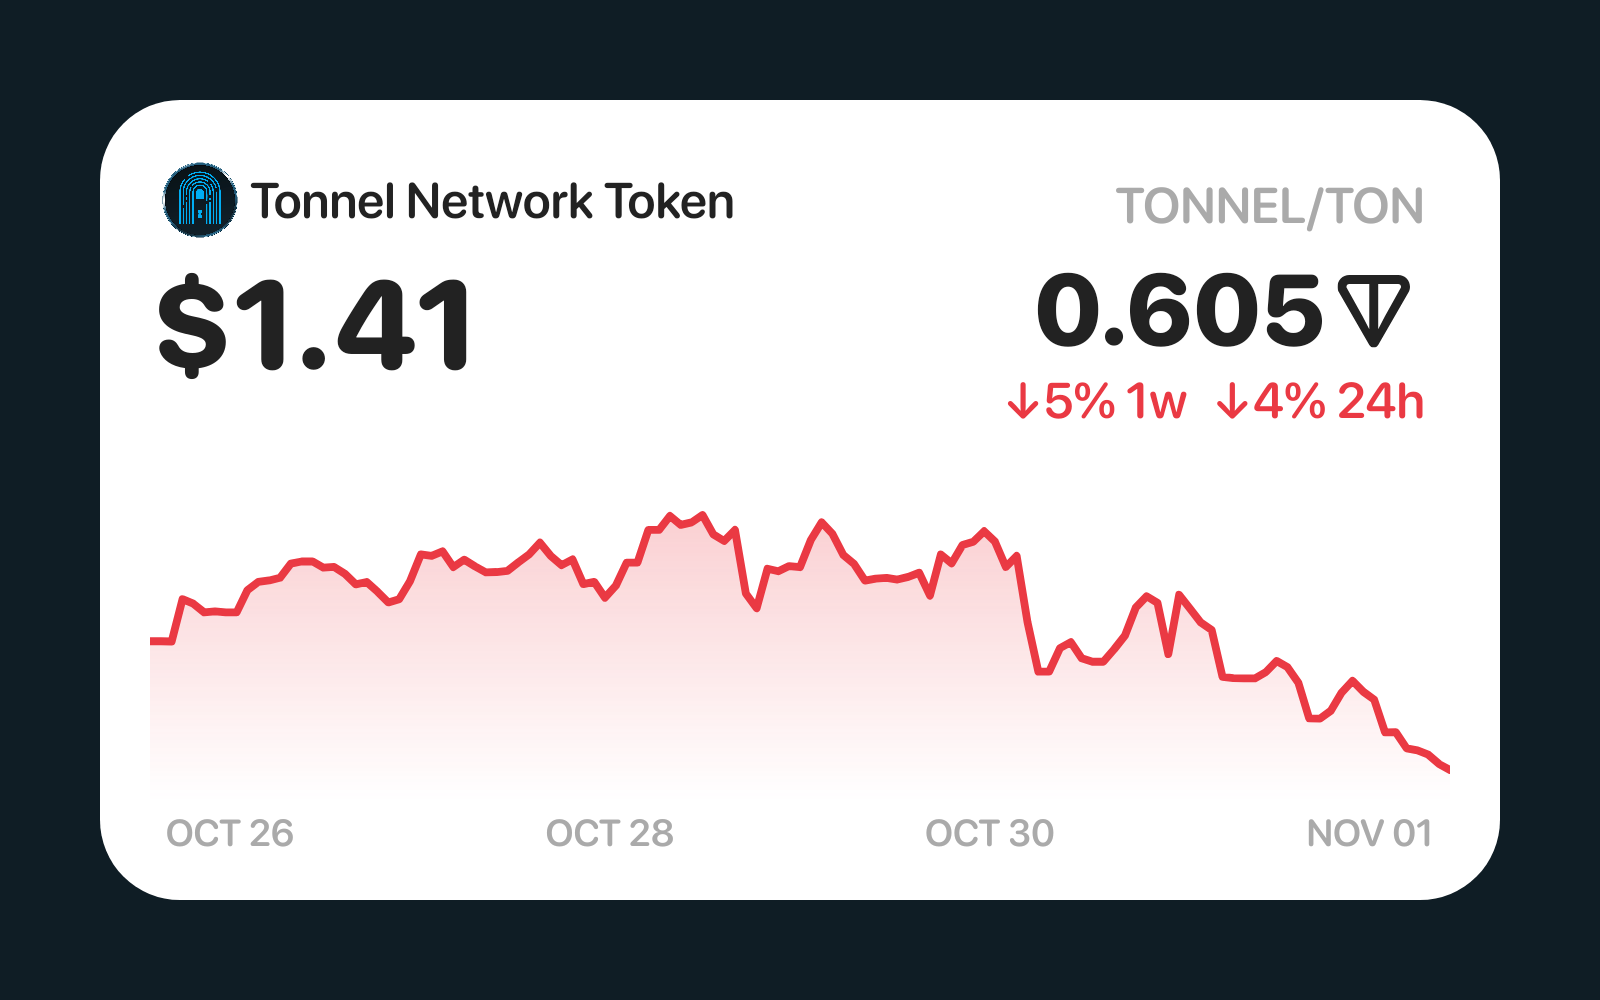 Tonnel Network Token
TONNEL/TON
$1.41
0.605
↓5% 1w ↓4% 24h
OCT 26 OCT 28 OCT 30 NOV 01